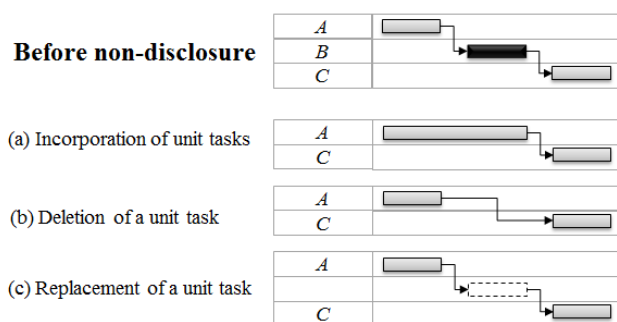 Before non-disclosure
A
B
C
(a) Incorporation of unit tasks
A
C
(b) Deletion of a unit task
A
C
(c) Replacement of a unit task
A
C